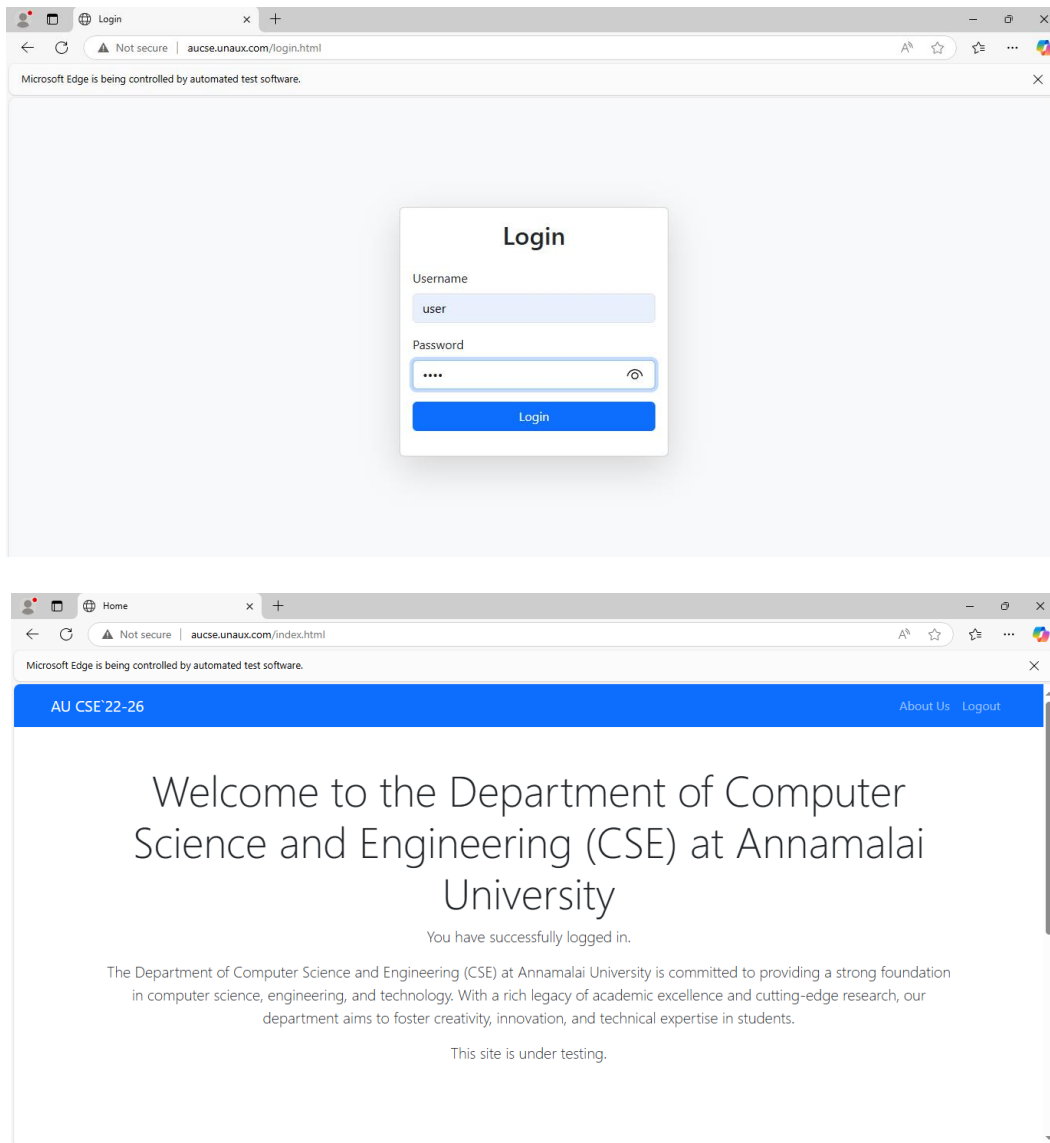 Login
Not secure | aucse.unaux.com/login.html
Microsoft Edge is being controlled by automated test software.
Login
Username
user
Password
••••
Login
Home
Not secure | aucse.unaux.com/index.html
Microsoft Edge is being controlled by automated test software.
AU CSE`22-26 About Us Logout
Welcome to the Department of Computer
Science and Engineering (CSE) at Annamalai
University
You have successfully logged in.
The Department of Computer Science and Engineering (CSE) at Annamalai University is committed to providing a strong foundation
in computer science, engineering, and technology. With a rich legacy of academic excellence and cutting-edge research, our
department aims to foster creativity, innovation, and technical expertise in students.
This site is under testing.